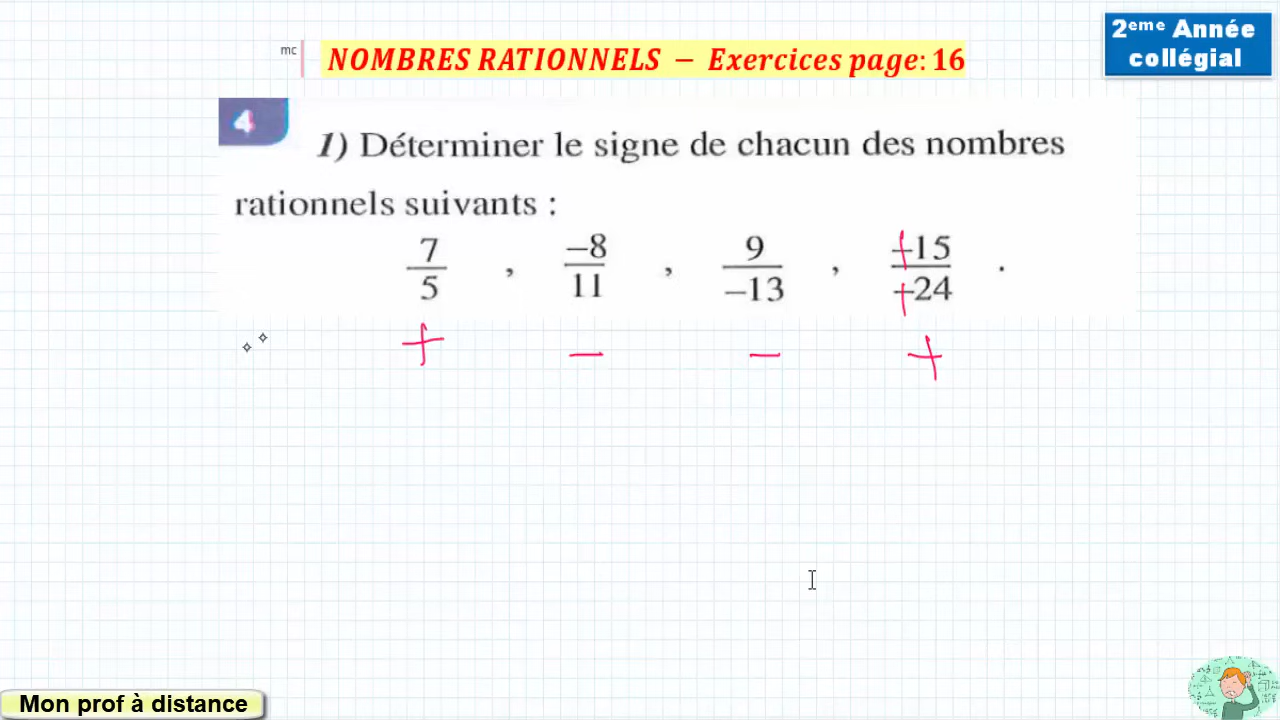 2eme Année
collégial
mc
NOMBRES RATIONNELS − Exercices page: 16
4
1) Déterminer le signe de chacun des nombres
rationnels suivants :
7/5 , −8/11 , 9/−13 , −15/−24 .
+ − − +
Mon prof à distance